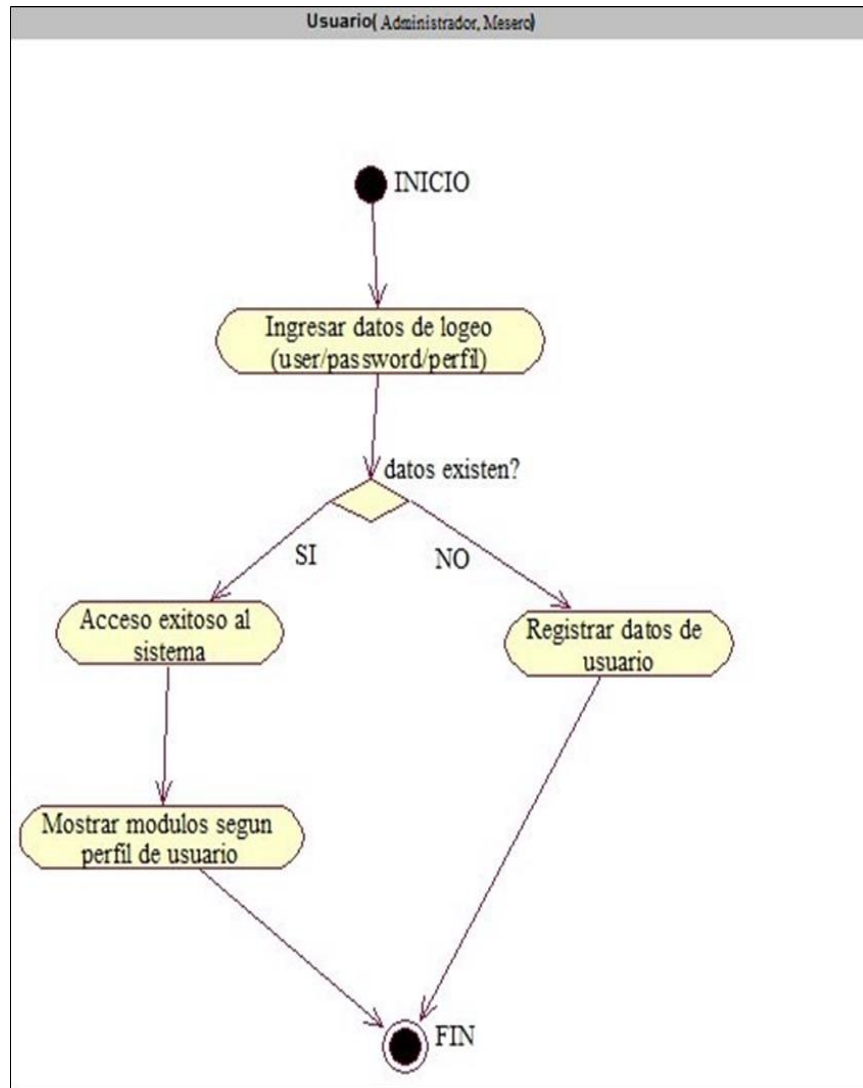 Usuario( Administrador, Mesero)
INICIO
Ingresar datos de logeo
(user/password/perfil)
datos existen?
SI
NO
Acceso exitoso al
sistema
Registrar datos de
usuario
Mostrar modulos segun
perfil de usuario
FIN